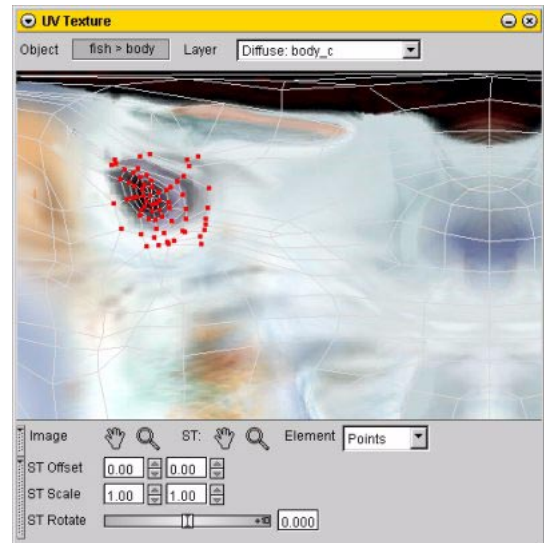 UV Texture
Object fish > body Layer Diffuse: body_c
Image ST: Element Points
ST Offset 0.00 0.00
ST Scale 1.00 1.00
ST Rotate 0.000